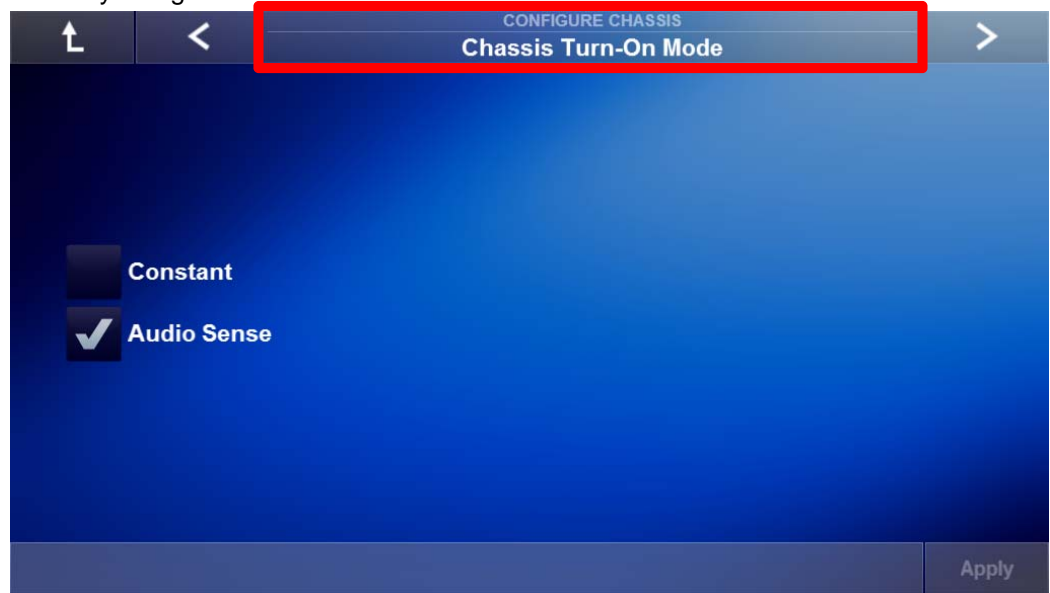 CONFIGURE CHASSIS
Chassis Turn-On Mode
Constant
Audio Sense
Apply